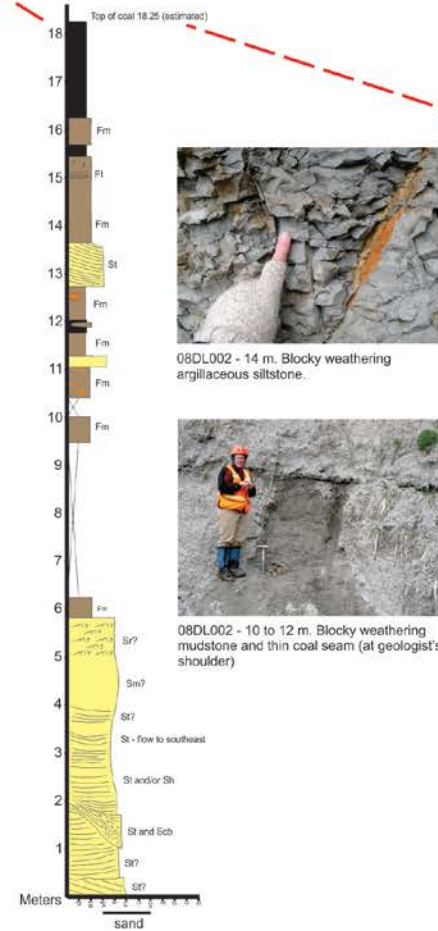 Top of coal 18.25 (estimated)
18
17
16
Fm
15
Fl
14
Fm
13
St
Fm
12
Fm
11
Fm
10
Fm
9
8
7
6
5
Sr?
Sm?
4
St?
St - flow to southeast
3
St and/or Sh
2
St and Scb
1
St?
St?
Meters
sand
08DL002 - 14 m. Blocky weathering
argillaceous siltstone.
08DL002 - 10 to 12 m. Blocky weathering
mudstone and thin coal seam (at geologist's
shoulder)